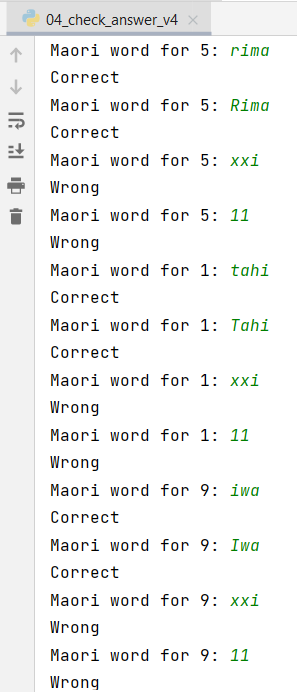 04_check_answer_v4
Maori word for 5: rima
Correct
Maori word for 5: Rima
Correct
Maori word for 5: xxi
Wrong
Maori word for 5: 11
Wrong
Maori word for 1: tahi
Correct
Maori word for 1: Tahi
Correct
Maori word for 1: xxi
Wrong
Maori word for 1: 11
Wrong
Maori word for 9: iwa
Correct
Maori word for 9: Iwa
Correct
Maori word for 9: xxi
Wrong
Maori word for 9: 11
Wrong